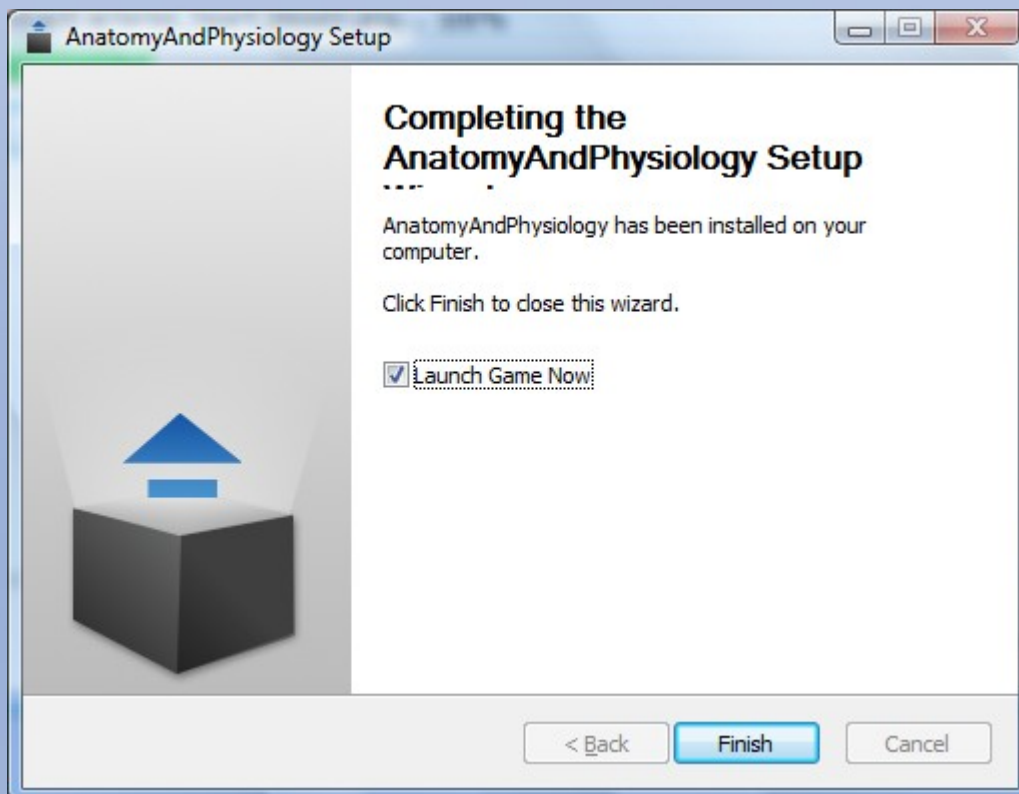 AnatomyAndPhysiology Setup
Completing the
AnatomyAndPhysiology Setup
AnatomyAndPhysiology has been installed on your
computer.
Click Finish to close this wizard.
Launch Game Now
< Back
Finish
Cancel